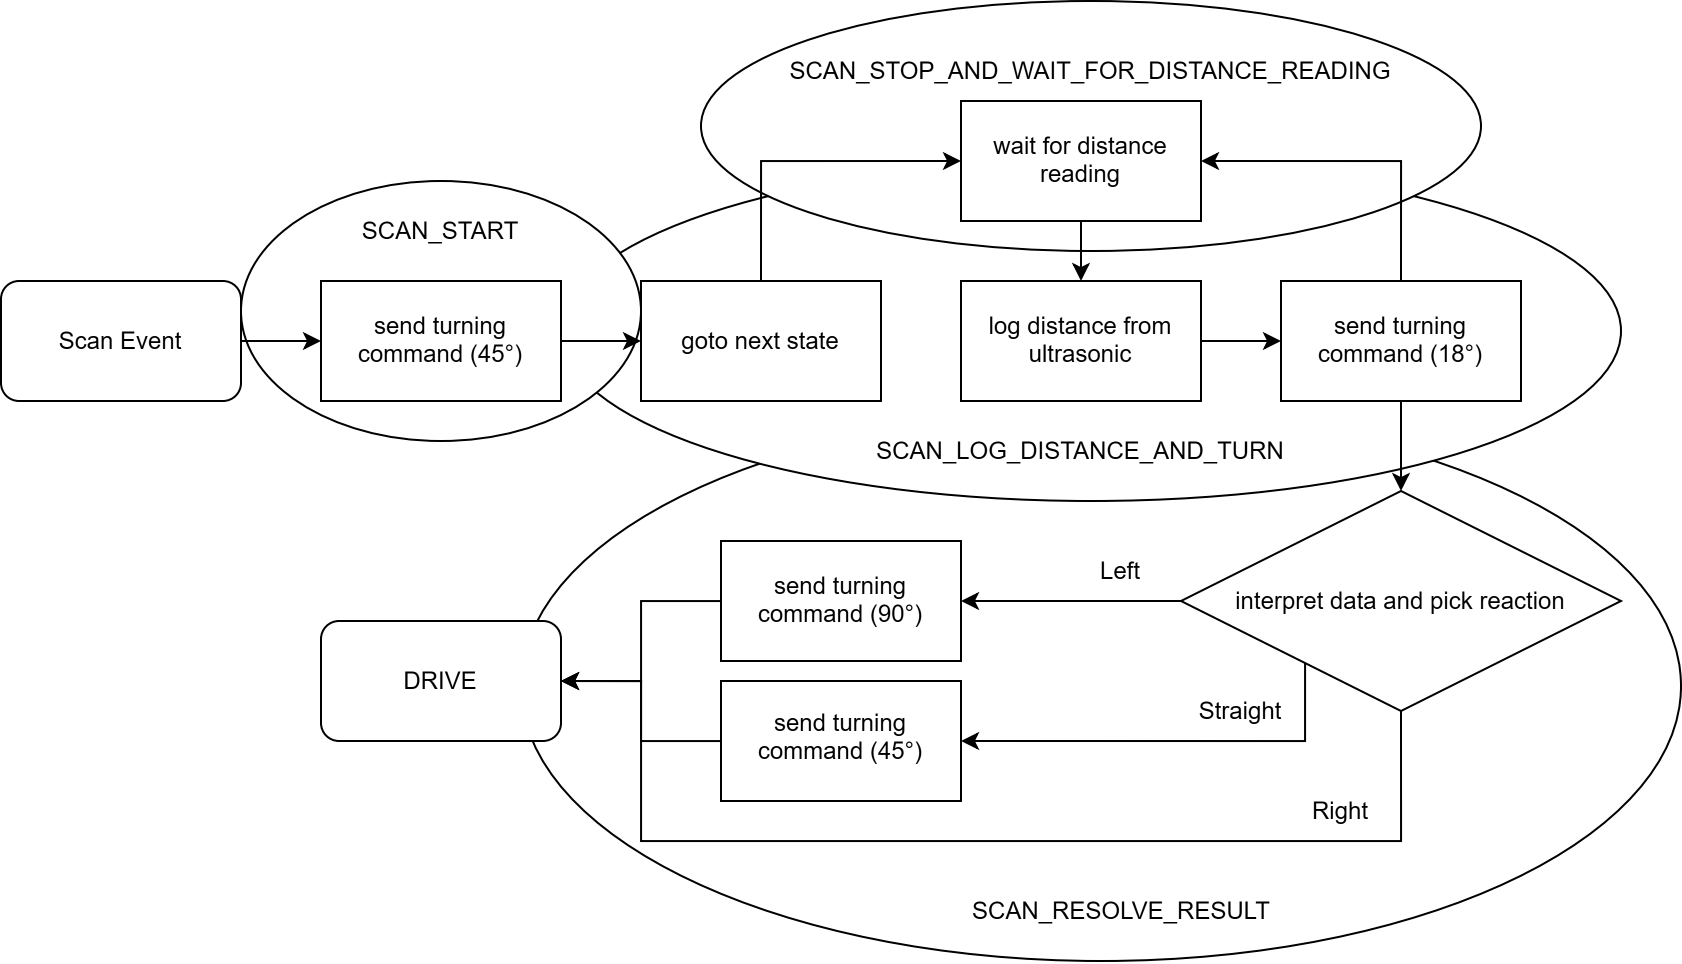 SCAN_STOP_AND_WAIT_FOR_DISTANCE_READING
wait for distance
reading
SCAN_START
Scan Event
send turning
command (45°)
goto next state
log distance from
ultrasonic
send turning
command (18°)
SCAN_LOG_DISTANCE_AND_TURN
interpret data and pick reaction
Left
send turning
command (90°)
Straight
send turning
command (45°)
DRIVE
Right
SCAN_RESOLVE_RESULT